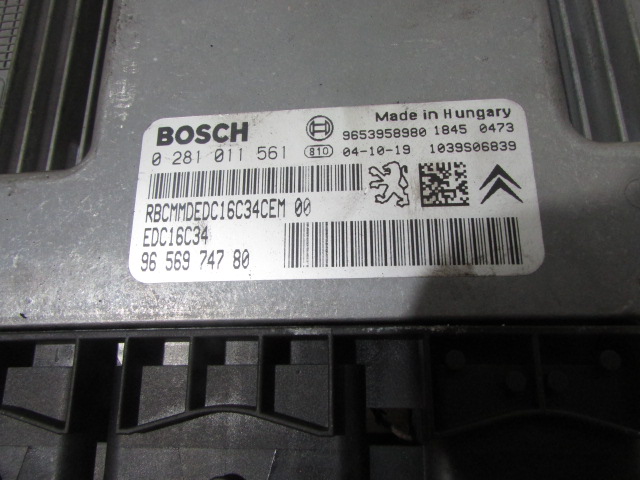 Made in Hungary
BOSCH 9653958980 1845 0473
0 281 011 561 810 04-10-19 1039S06839
RBCMMDEDC16C34CEM 00
EDC16C34
96 569 747 80